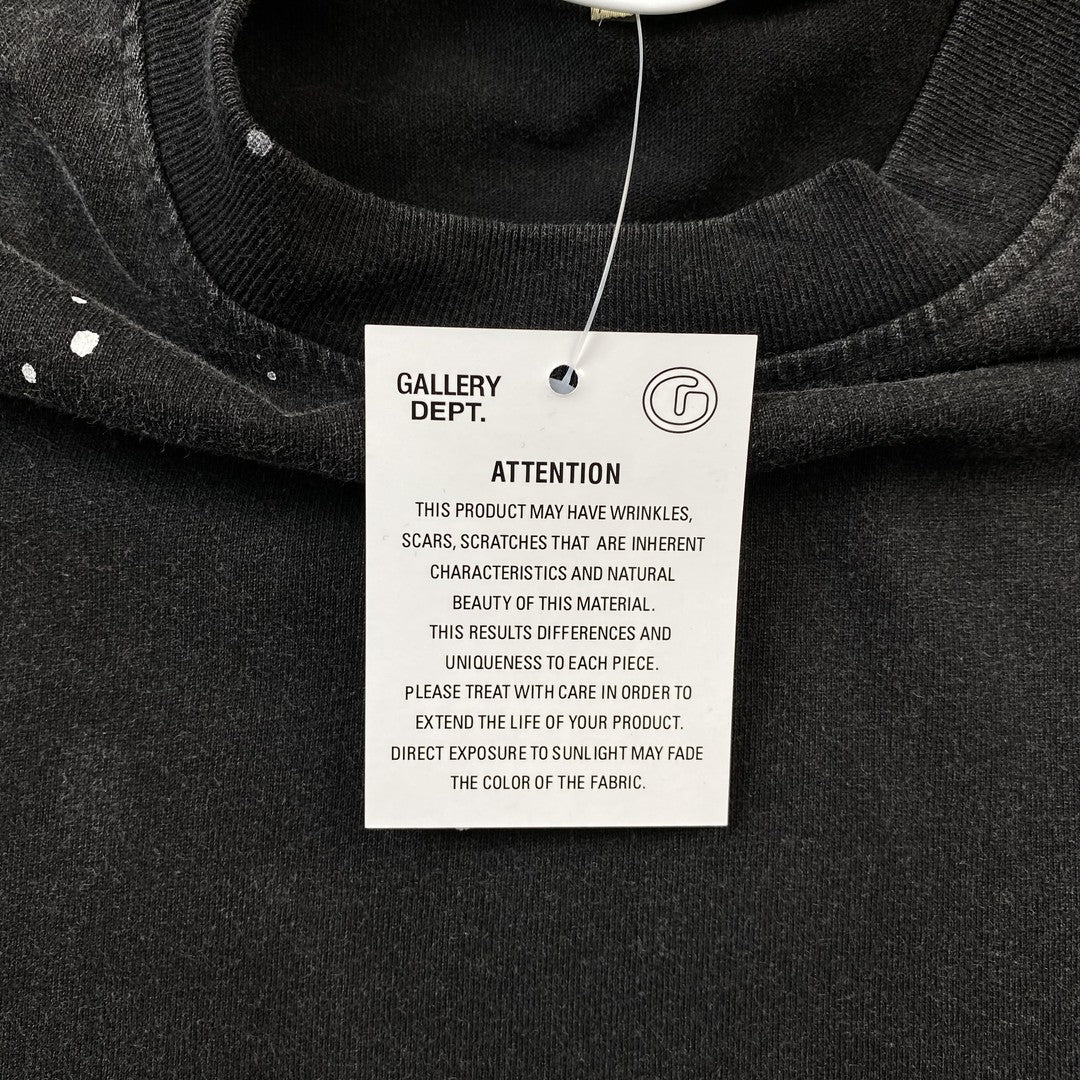 GALLERY
DEPT.
ATTENTION
THIS PRODUCT MAY HAVE WRINKLES,
SCARS, SCRATCHES THAT ARE INHERENT
CHARACTERISTICS AND NATURAL
BEAUTY OF THIS MATERIAL.
THIS RESULTS DIFFERENCES AND
UNIQUENESS TO EACH PIECE.
PLEASE TREAT WITH CARE IN ORDER TO
EXTEND THE LIFE OF YOUR PRODUCT.
DIRECT EXPOSURE TO SUNLIGHT MAY FADE
THE COLOR OF THE FABRIC.